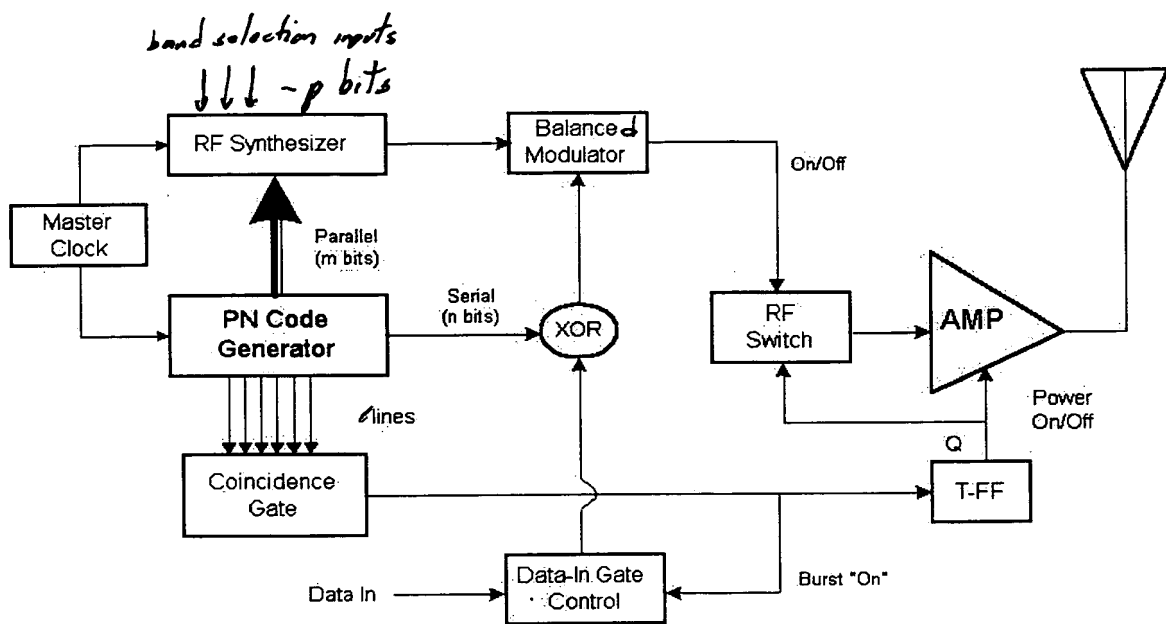 band selection inputs
~p bits
RF Synthesizer
Balanced
Modulator
On/Off
Master
Clock
Parallel
(m bits)
PN Code
Generator
Serial
(n bits)
XOR
RF
Switch
AMP
Power
On/Off
ℓ lines
Q
Coincidence
Gate
T-FF
Data In
Data-In Gate
Control
Burst "On"